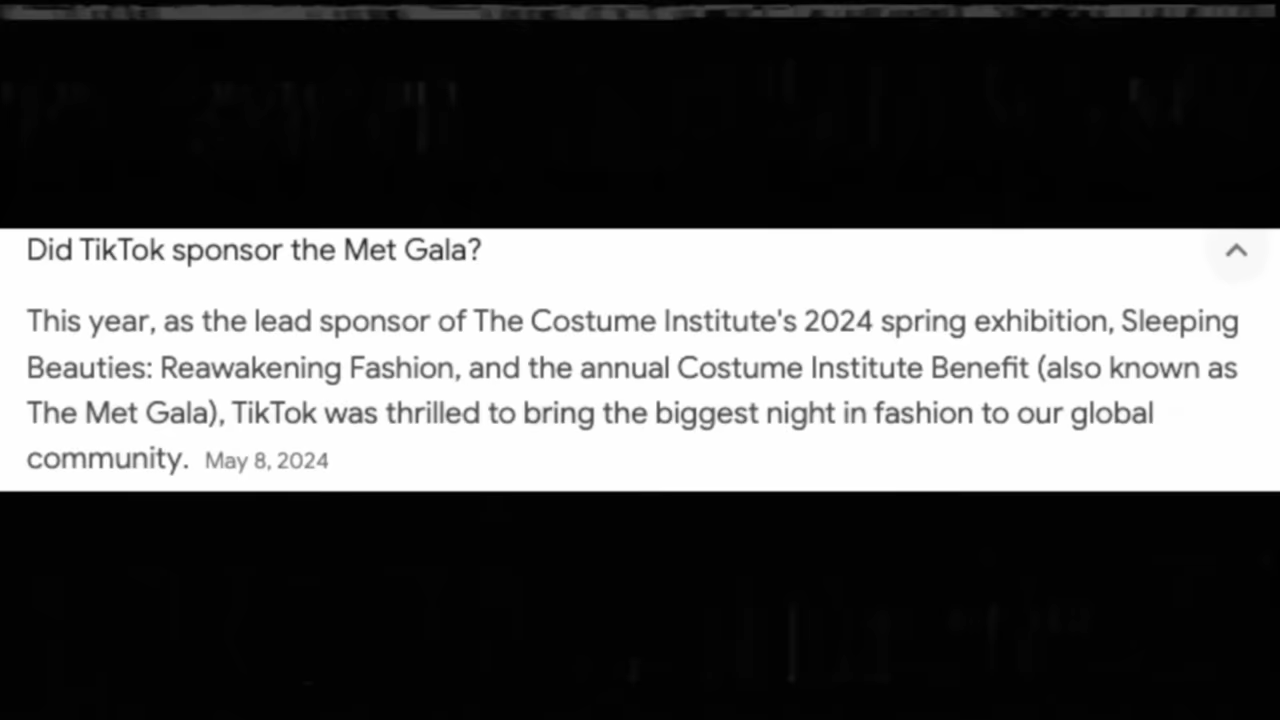 Did TikTok sponsor the Met Gala?
This year, as the lead sponsor of The Costume Institute's 2024 spring exhibition, Sleeping
Beauties: Reawakening Fashion, and the annual Costume Institute Benefit (also known as
The Met Gala), TikTok was thrilled to bring the biggest night in fashion to our global
community. May 8, 2024